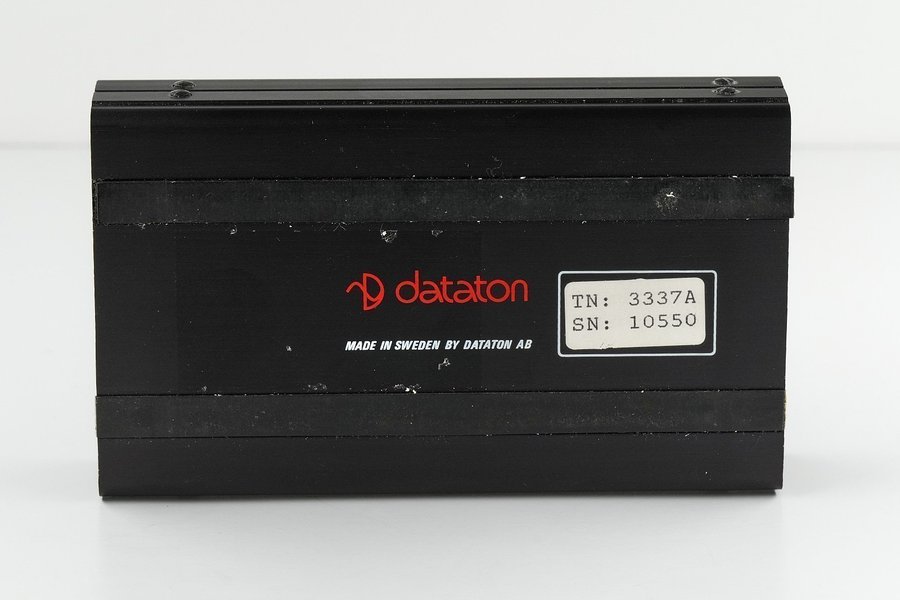 dataton
MADE IN SWEDEN BY DATATON AB
TN: 3337A
SN: 10550